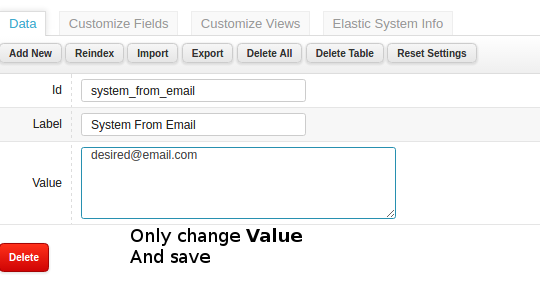 Data Customize Fields Customize Views Elastic System Info
Add New Reindex Import Export Delete All Delete Table Reset Settings
Id system_from_email
Label System From Email
Value desired@email.com
Only change Value
And save
Delete